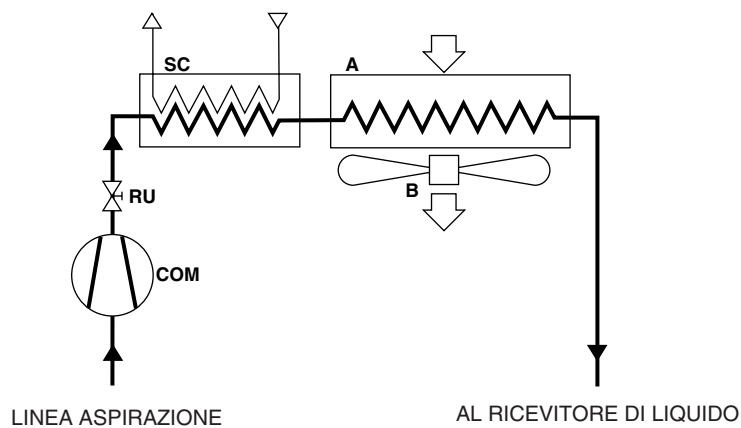 SC
A
B
RU
COM
LINEA ASPIRAZIONE
AL RICEVITORE DI LIQUIDO